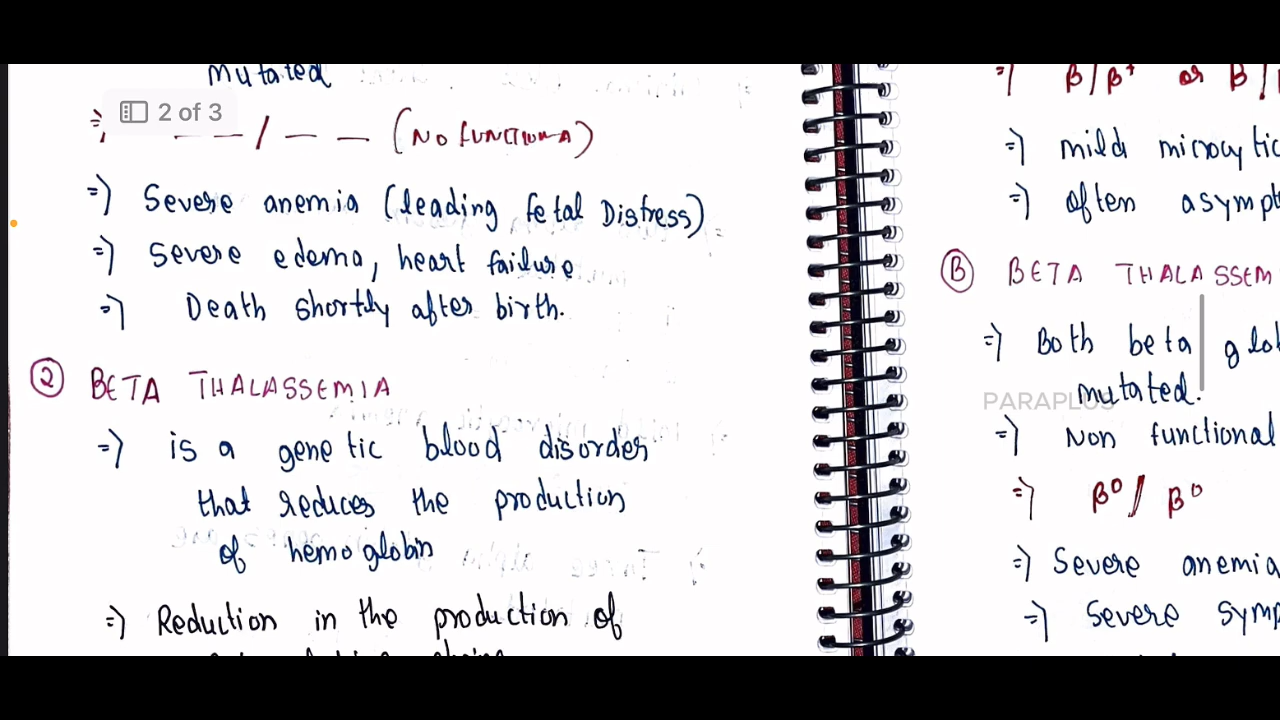 mutated
2 of 3
=) — — / — — (NO FUNCTIONA)
=) Severe anemia (leading fetal Distress)
=) Severe edema, heart failure
=) Death shortly after birth.
② BETA THALASSEMIA
=) is a genetic blood disorder
that reduces the production
of hemoglobin
=) Reduction in the production of
=) β/β⁺ or β/
=) mild microcytic
=) often asympt
Ⓑ BETA THALASSEM
=) Both beta glo
mutated.
PARAPLUS
=) Non functional
=) β⁰/β⁰
=) Severe anemia
=) Severe symp